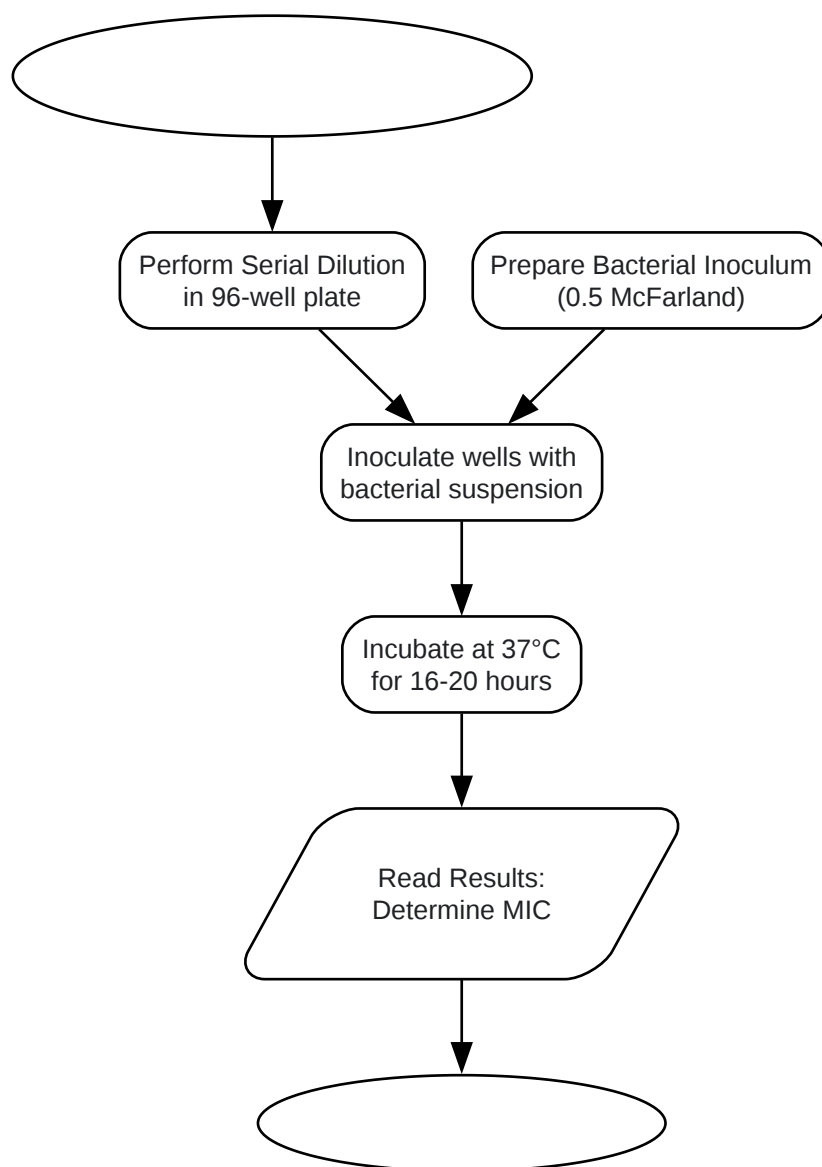 Perform Serial Dilution
in 96-well plate
Prepare Bacterial Inoculum
(0.5 McFarland)
Inoculate wells with
bacterial suspension
Incubate at 37°C
for 16-20 hours
Read Results:
Determine MIC